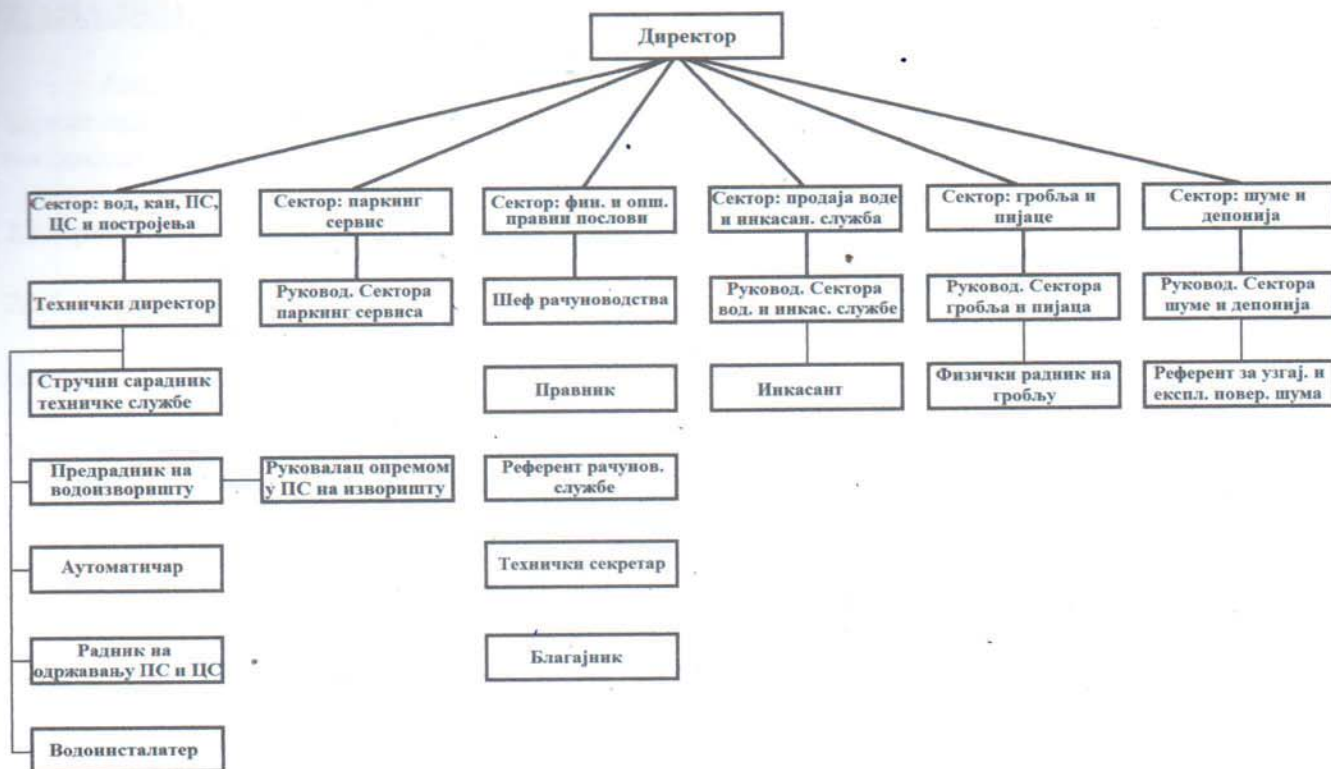 Директор
Сектор: вод, кан, ПС,
ЦС и постројења
Сектор: паркинг
сервис
Сектор: фин. и опш.
правни послови
Сектор: продаја воде
и инкасан. служба
Сектор: гробља и
пијаце
Сектор: шуме и
депонија
Технички директор
Руковод. Сектора
паркинг сервиса
Шеф рачуноводства
Руковод. Сектора
вод. и инкас. службе
Руковод. Сектора
гробља и пијаца
Руковод. Сектора
шуме и депонија
Стручни сарадник
техничке службе
Правник
Инкасант
Физички радник на
гробљу
Референт за узгај. и
експл. повер. шума
Предрадник на
водоизворишту
Руковалац опремом
у ПС на изворишту
Референт рачунов.
службе
Аутоматичар
Технички секретар
Радник на
одржавању ПС и ЦС
Благајник
Водоинсталатер